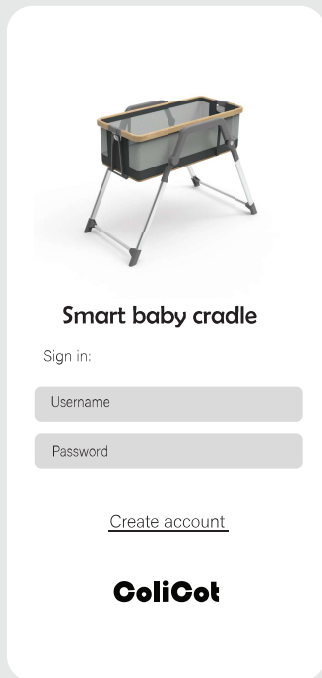 Smart baby cradle
Sign in:
Username
Password
Create account
ColiCot